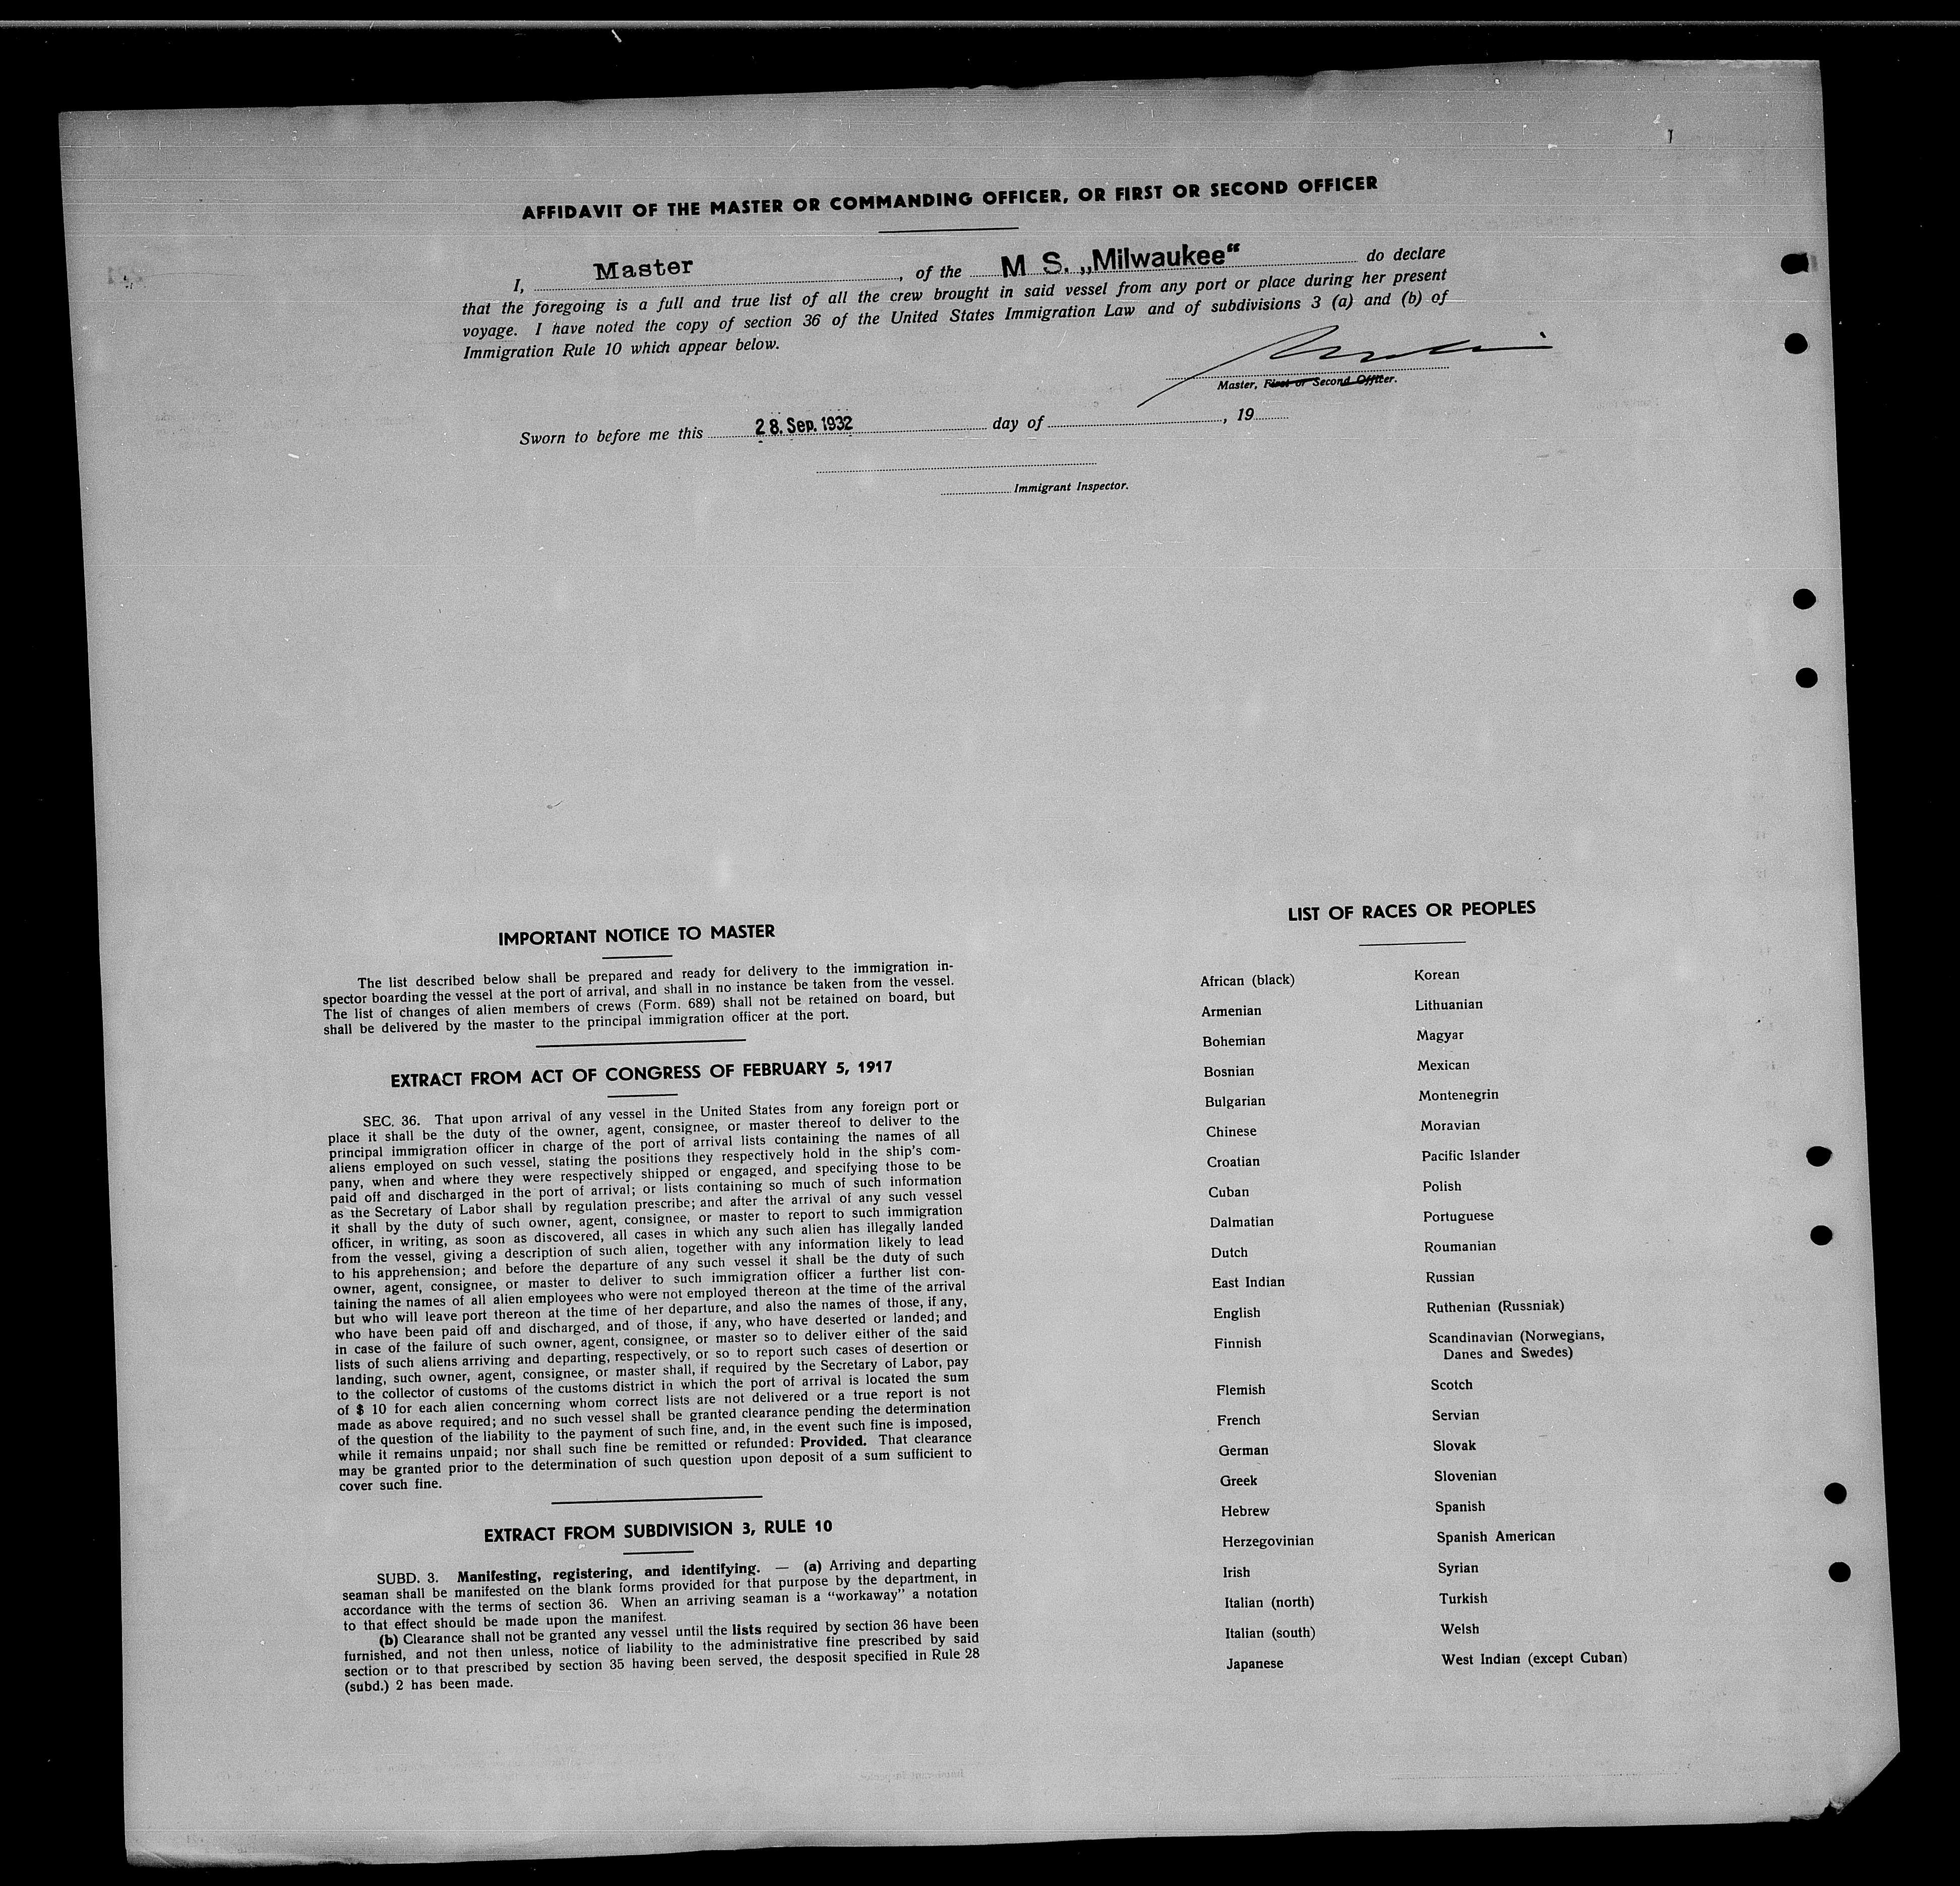 AFFIDAVIT OF THE MASTER OR COMMANDING OFFICER, OR FIRST OR SECOND OFFICER
I, Master, of the M S. „Milwaukee“ do declare
that the foregoing is a full and true list of all the crew brought in said vessel from any port or place during her present
voyage. I have noted the copy of section 36 of the United States Immigration Law and of subdivisions 3 (a) and (b) of
Immigration Rule 10 which appear below.
Master, First or Second Officer.
Sworn to before me this 28. Sep. 1932 day of , 19
Immigrant Inspector.
IMPORTANT NOTICE TO MASTER
The list described below shall be prepared and ready for delivery to the immigration in-
spector boarding the vessel at the port of arrival, and shall in no instance be taken from the vessel.
The list of changes of alien members of crews (Form. 689) shall not be retained on board, but
shall be delivered by the master to the principal immigration officer at the port.
EXTRACT FROM ACT OF CONGRESS OF FEBRUARY 5, 1917
SEC. 36. That upon arrival of any vessel in the United States from any foreign port or
place it shall be the duty of the owner, agent, consignee, or master thereof to deliver to the
principal immigration officer in charge of the port of arrival lists containing the names of all
aliens employed on such vessel, stating the positions they respectively hold in the ship's com-
pany, when and where they were respectively shipped or engaged, and specifying those to be
paid off and discharged in the port of arrival; or lists containing so much of such information
as the Secretary of Labor shall by regulation prescribe; and after the arrival of any such vessel
it shall by the duty of such owner, agent, consignee, or master to report to such immigration
officer, in writing, as soon as discovered, all cases in which any such alien has illegally landed
from the vessel, giving a description of such alien, together with any information likely to lead
to his apprehension; and before the departure of any such vessel it shall be the duty of such
owner, agent, consignee, or master to deliver to such immigration officer a further list con-
taining the names of all alien employees who were not employed thereon at the time of the arrival
but who will leave port thereon at the time of her departure, and also the names of those, if any,
who have been paid off and discharged, and of those, if any, who have deserted or landed; and
in case of the failure of such owner, agent, consignee, or master so to deliver either of the said
lists of such aliens arriving and departing, respectively, or so to report such cases of desertion or
landing, such owner, agent, consignee, or master shall, if required by the Secretary of Labor, pay
to the collector of customs of the customs district in which the port of arrival is located the sum
of $ 10 for each alien concerning whom correct lists are not delivered or a true report is not
made as above required; and no such vessel shall be granted clearance pending the determination
of the question of the liability to the payment of such fine, and, in the event such fine is imposed,
while it remains unpaid; nor shall such fine be remitted or refunded: Provided. That clearance
may be granted prior to the determination of such question upon deposit of a sum sufficient to
cover such fine.
EXTRACT FROM SUBDIVISION 3, RULE 10
SUBD. 3. Manifesting, registering, and identifying. — (a) Arriving and departing
seaman shall be manifested on the blank forms provided for that purpose by the department, in
accordance with the terms of section 36. When an arriving seaman is a “workaway” a notation
to that effect should be made upon the manifest.
(b) Clearance shall not be granted any vessel until the lists required by section 36 have been
furnished, and not then unless, notice of liability to the administrative fine prescribed by said
section or to that prescribed by section 35 having been served, the desposit specified in Rule 28
(subd.) 2 has been made.
LIST OF RACES OR PEOPLES
African (black)
Armenian
Bohemian
Bosnian
Bulgarian
Chinese
Croatian
Cuban
Dalmatian
Dutch
East Indian
English
Finnish
Flemish
French
German
Greek
Hebrew
Herzegovinian
Irish
Italian (north)
Italian (south)
Japanese
Korean
Lithuanian
Magyar
Mexican
Montenegrin
Moravian
Pacific Islander
Polish
Portuguese
Roumanian
Russian
Ruthenian (Russniak)
Scandinavian (Norwegians,
Danes and Swedes)
Scotch
Servian
Slovak
Slovenian
Spanish
Spanish American
Syrian
Turkish
Welsh
West Indian (except Cuban)